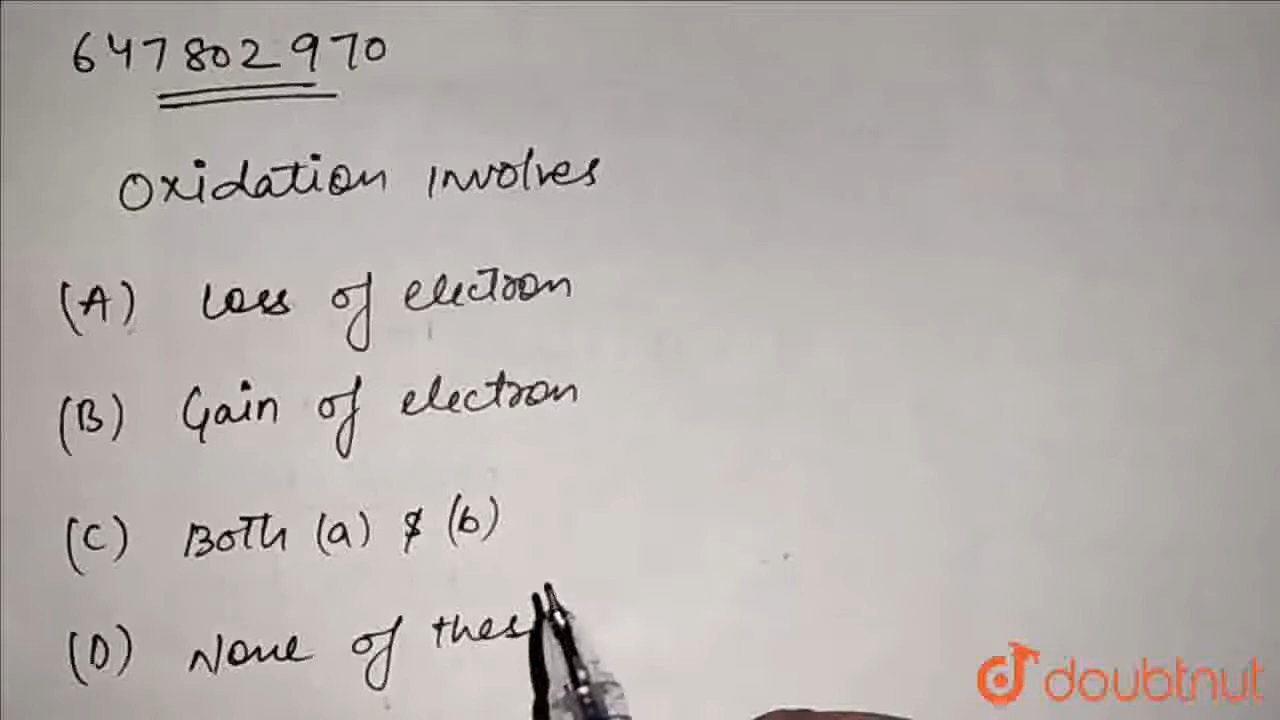 647802970
Oxidation involves
(A) Loss of electron
(B) Gain of electron
(C) Both (a) & (b)
(D) None of thes
doubtnut